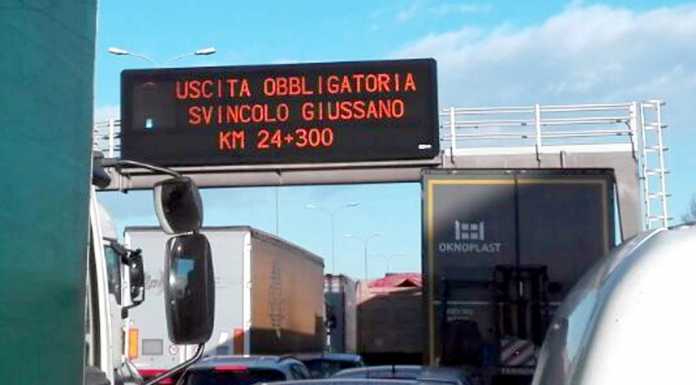 USCITA OBBLIGATORIA
SVINCOLO GIUSSANO
KM 24+300
OKNOPLAST